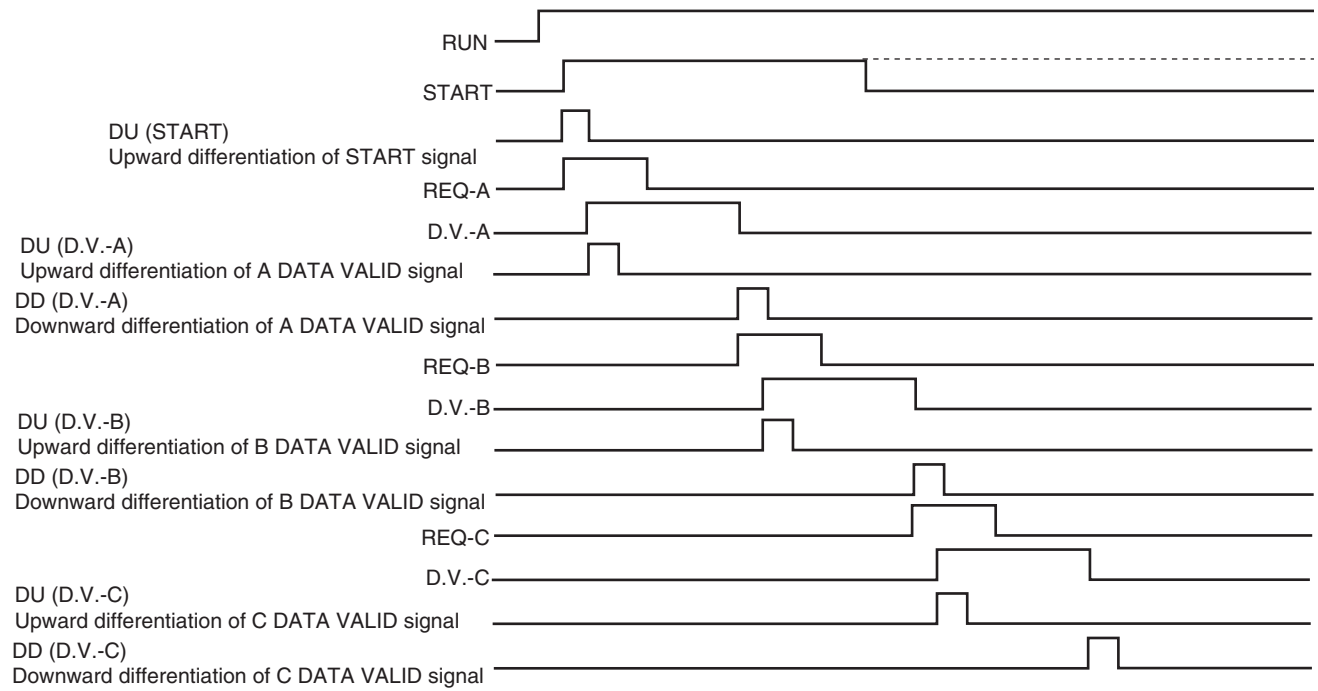 RUN
START
DU (START)
Upward differentiation of START signal
REQ-A
D.V.-A
DU (D.V.-A)
Upward differentiation of A DATA VALID signal
DD (D.V.-A)
Downward differentiation of A DATA VALID signal
REQ-B
D.V.-B
DU (D.V.-B)
Upward differentiation of B DATA VALID signal
DD (D.V.-B)
Downward differentiation of B DATA VALID signal
REQ-C
D.V.-C
DU (D.V.-C)
Upward differentiation of C DATA VALID signal
DD (D.V.-C)
Downward differentiation of C DATA VALID signal